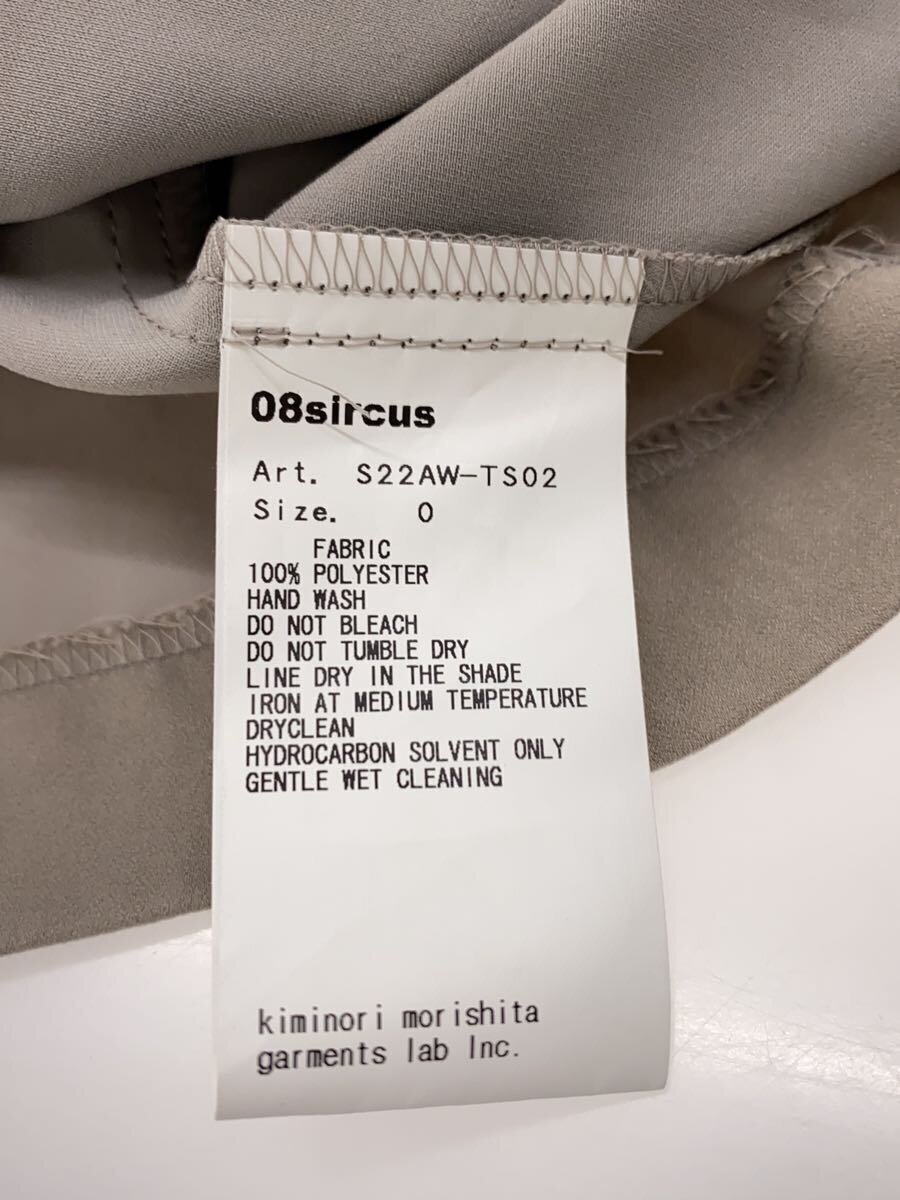 08sircus
Art. S22AW-TS02
Size. 0
FABRIC
100% POLYESTER
HAND WASH
DO NOT BLEACH
DO NOT TUMBLE DRY
LINE DRY IN THE SHADE
IRON AT MEDIUM TEMPERATURE
DRYCLEAN
HYDROCARBON SOLVENT ONLY
GENTLE WET CLEANING
kiminori morishita
garments lab Inc.